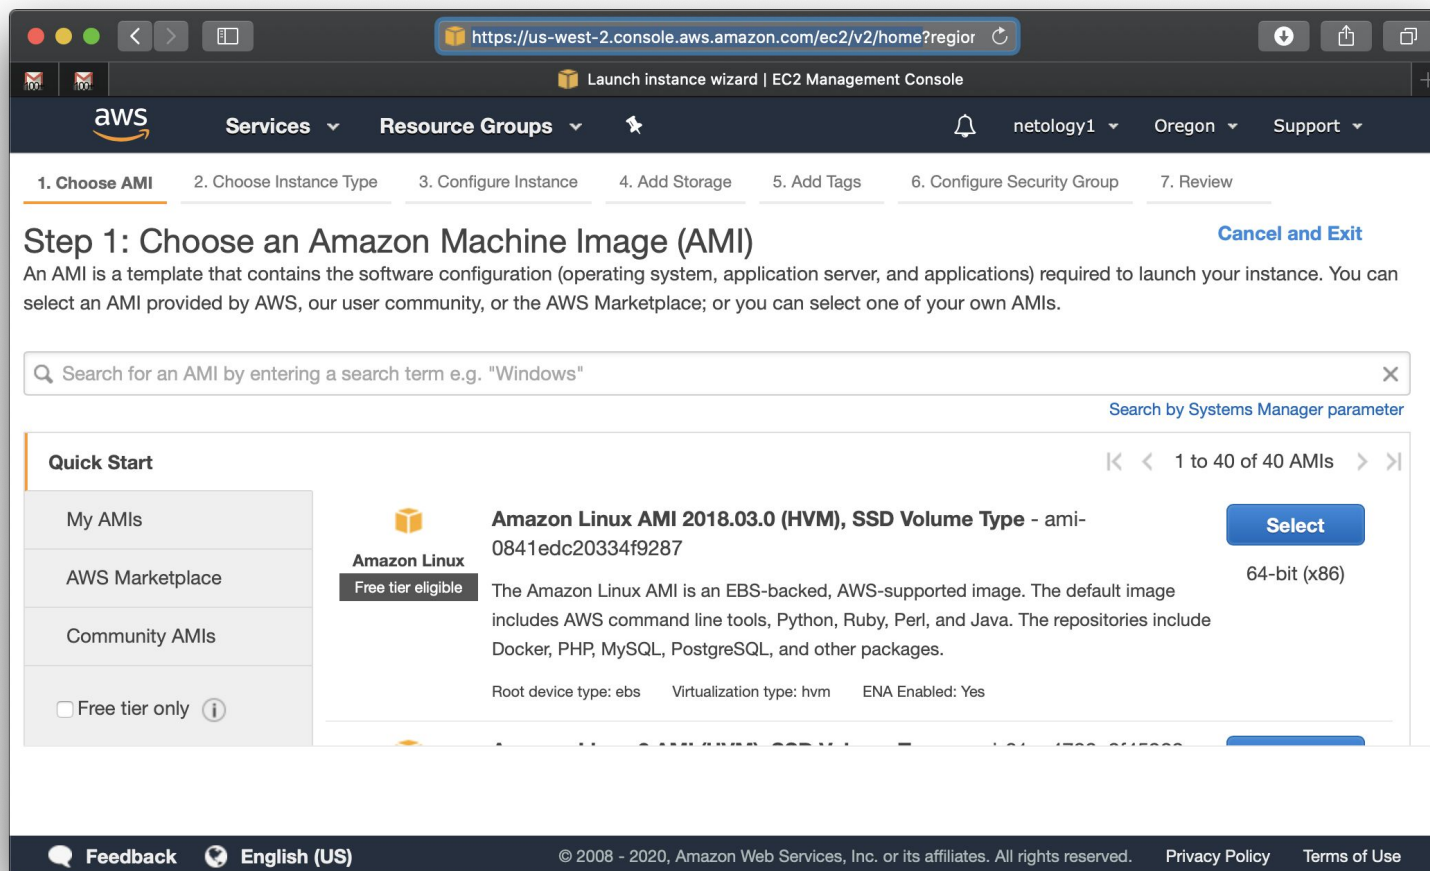 https://us-west-2.console.aws.amazon.com/ec2/v2/home?region
100+ 100+ Launch instance wizard | EC2 Management Console
aws Services Resource Groups netology1 Oregon Support
1. Choose AMI 2. Choose Instance Type 3. Configure Instance 4. Add Storage 5. Add Tags 6. Configure Security Group 7. Review
Step 1: Choose an Amazon Machine Image (AMI) Cancel and Exit
An AMI is a template that contains the software configuration (operating system, application server, and applications) required to launch your instance. You can
select an AMI provided by AWS, our user community, or the AWS Marketplace; or you can select one of your own AMIs.
Search for an AMI by entering a search term e.g. "Windows"
Search by Systems Manager parameter
Quick Start 1 to 40 of 40 AMIs
My AMIs
AWS Marketplace
Community AMIs
Free tier only
Amazon Linux
Free tier eligible
Amazon Linux AMI 2018.03.0 (HVM), SSD Volume Type - ami-
0841edc20334f9287
The Amazon Linux AMI is an EBS-backed, AWS-supported image. The default image
includes AWS command line tools, Python, Ruby, Perl, and Java. The repositories include
Docker, PHP, MySQL, PostgreSQL, and other packages.
Root device type: ebs Virtualization type: hvm ENA Enabled: Yes
Select
64-bit (x86)
Feedback English (US) © 2008 - 2020, Amazon Web Services, Inc. or its affiliates. All rights reserved. Privacy Policy Terms of Use